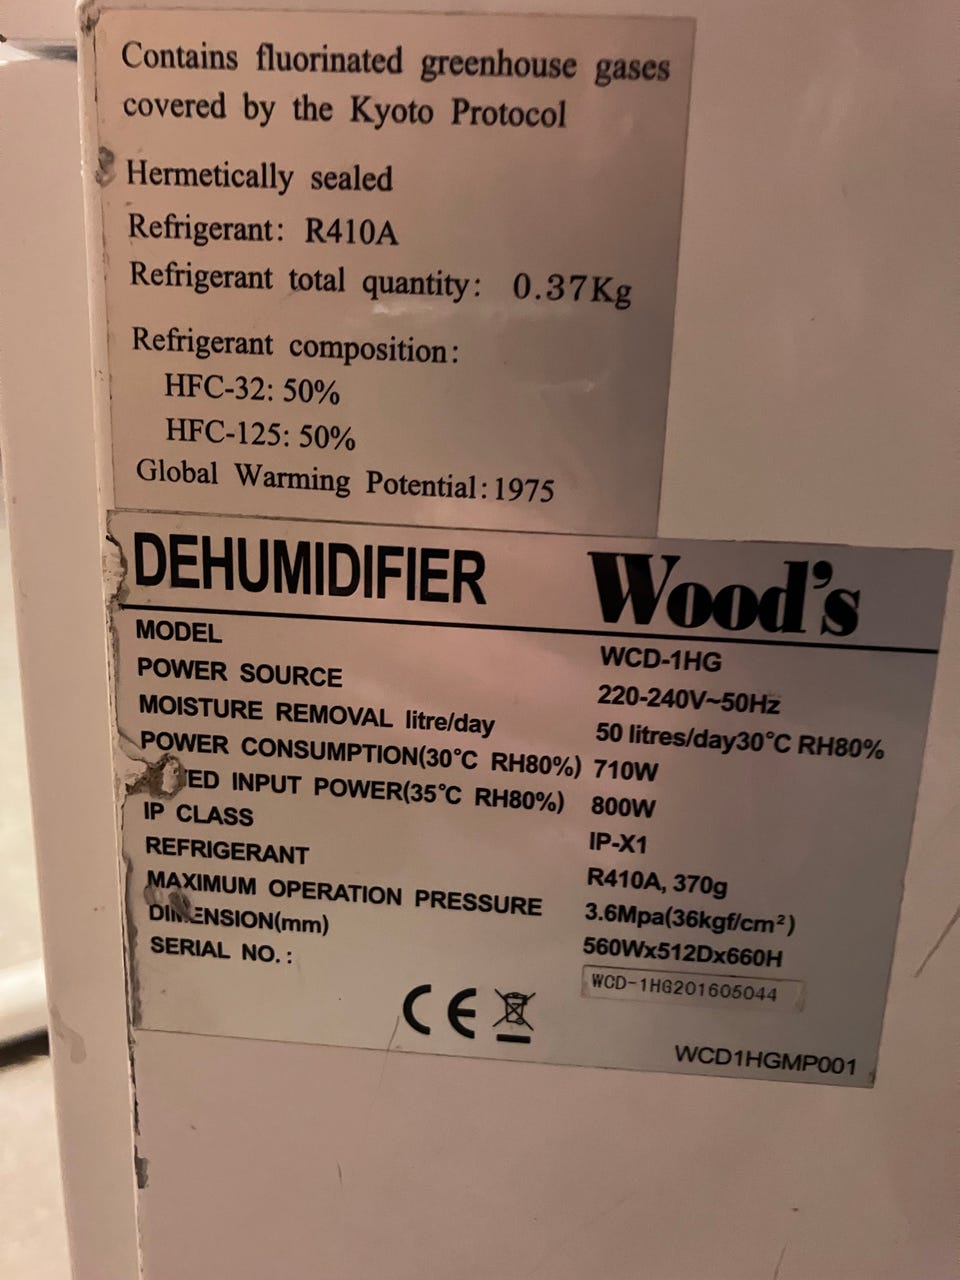 Contains fluorinated greenhouse gases
covered by the Kyoto Protocol
Hermetically sealed
Refrigerant: R410A
Refrigerant total quantity: 0.37Kg
Refrigerant composition:
HFC-32: 50%
HFC-125: 50%
Global Warming Potential: 1975
DEHUMIDIFIER Wood's
MODEL WCD-1HG
POWER SOURCE 220-240V~50Hz
MOISTURE REMOVAL litre/day 50 litres/day30°C RH80%
POWER CONSUMPTION(30°C RH80%) 710W
INPUT POWER(35°C RH80%) 800W
IP CLASS IP-X1
REFRIGERANT R410A, 370g
MAXIMUM OPERATION PRESSURE 3.6Mpa(36kgf/cm²)
DIMENSION(mm) 560Wx512Dx660H
SERIAL NO.: WCD-1HG201605044
CE
WCD1HGMP001